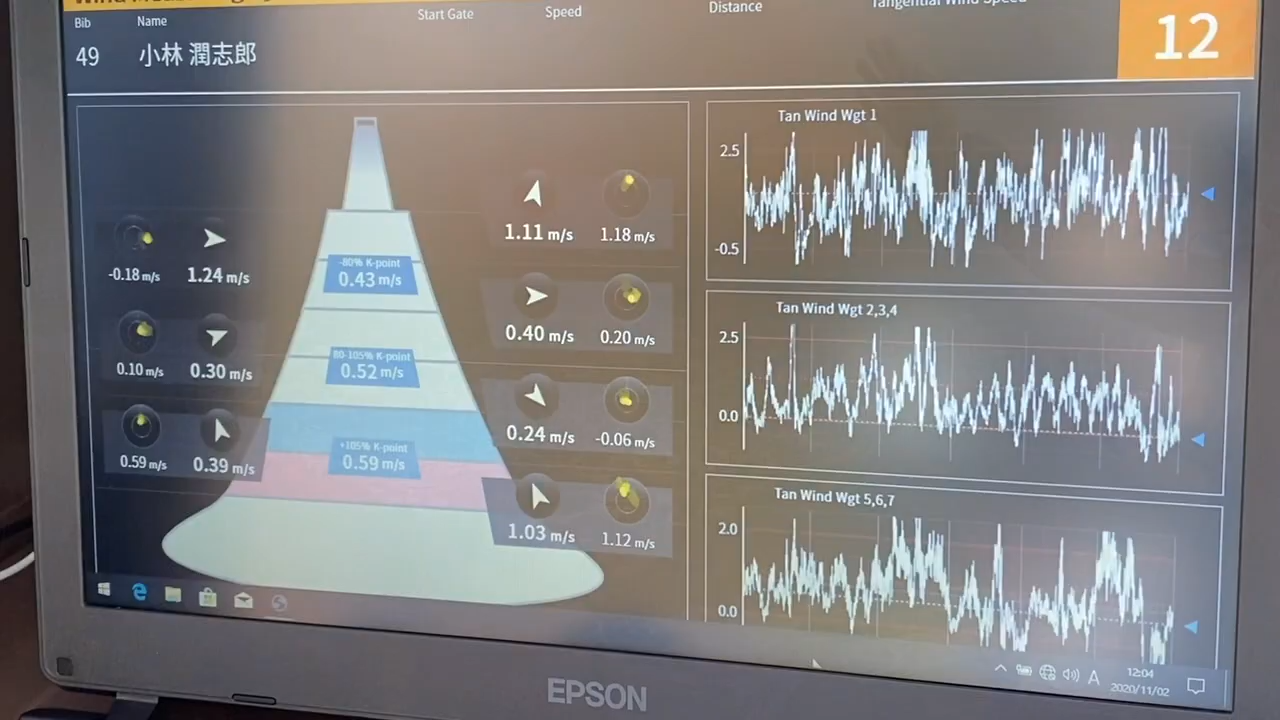 Bib Name Start Gate Speed Distance Tangential Wind Speed
49 小林 潤志郎
12
-0.18 m/s 1.24 m/s
0.10 m/s 0.30 m/s
0.59 m/s 0.39 m/s
-80% K-point
0.43 m/s
80-105% K-point
0.52 m/s
+105% K-point
0.59 m/s
1.11 m/s 1.18 m/s
0.40 m/s 0.20 m/s
0.24 m/s -0.06 m/s
1.03 m/s 1.12 m/s
Tan Wind Wgt 1
2.5
-0.5
Tan Wind Wgt 2,3,4
2.5
0.0
Tan Wind Wgt 5,6,7
2.0
0.0
A 12:04
2020/11/02
EPSON